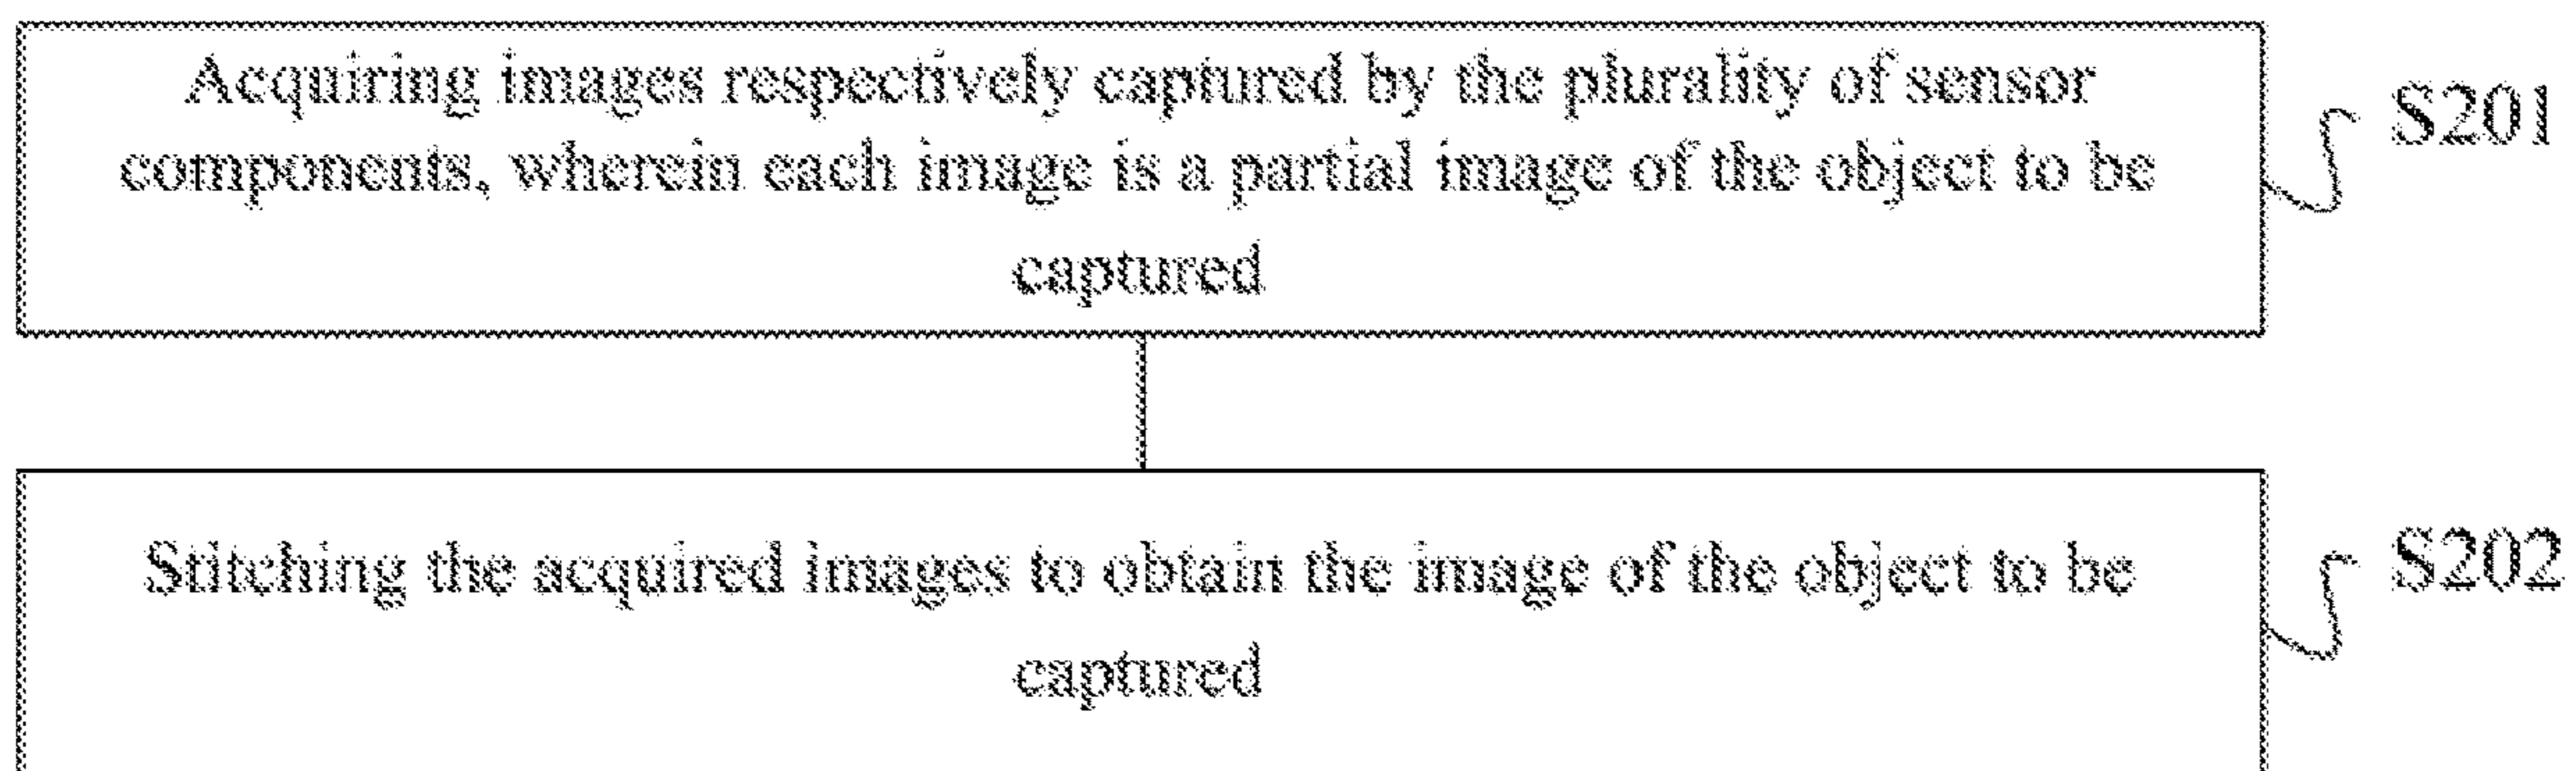 Acquiring images respectively captured by the plurality of sensor
components, wherein each image is a partial image of the object to be
captured
S201
Stitching the acquired images to obtain the image of the object to be
captured
S202